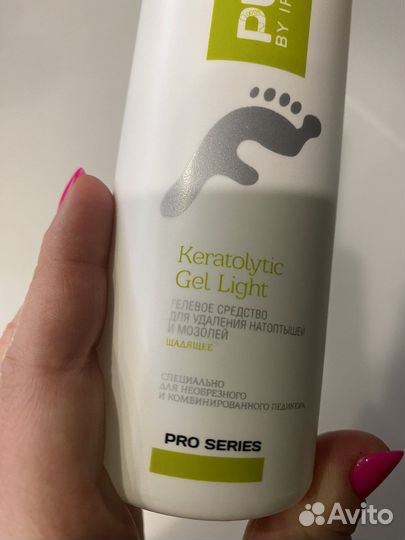 Keratolytic
Gel Light
ГЕЛЕВОЕ СРЕДСТВО
ДЛЯ УДАЛЕНИЯ НАТОПТЫШЕЙ
И МОЗОЛЕЙ
ЩАДЯЩЕЕ
СПЕЦИАЛЬНО
ДЛЯ НЕОБРЕЗНОГО
И КОМБИНИРОВАННОГО ПЕДИКЮРА
PRO SERIES
Avito